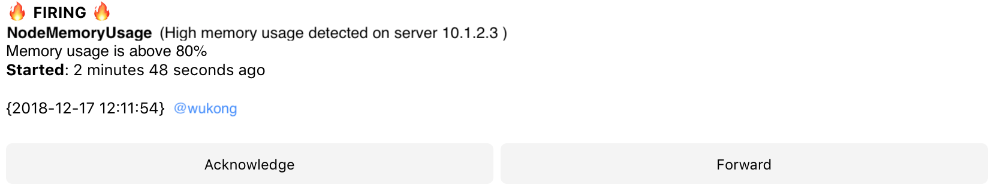 🔥 FIRING 🔥
NodeMemoryUsage (High memory usage detected on server 10.1.2.3 )
Memory usage is above 80%
Started: 2 minutes 48 seconds ago
{2018-12-17 12:11:54} @wukong
Acknowledge
Forward